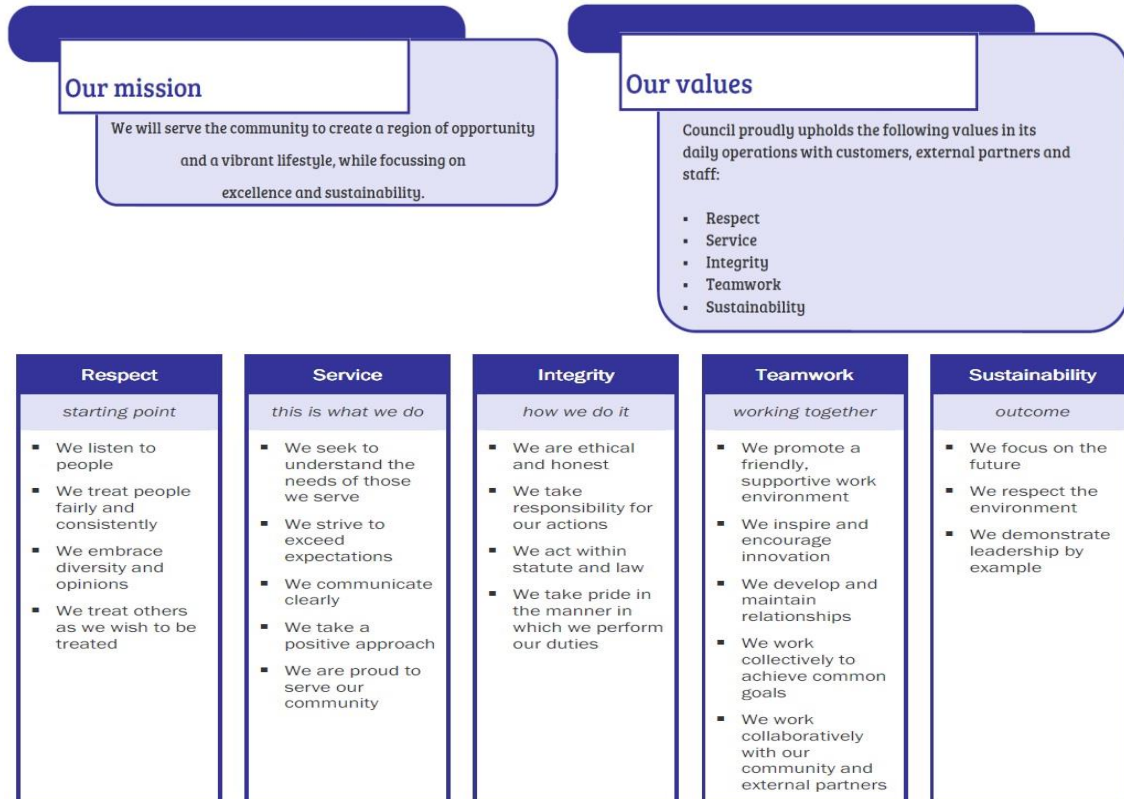 Our mission
We will serve the community to create a region of opportunity
and a vibrant lifestyle, while focussing on
excellence and sustainability.
Our values
Council proudly upholds the following values in its
daily operations with customers, external partners and
staff:
▪ Respect
▪ Service
▪ Integrity
▪ Teamwork
▪ Sustainability
Respect
starting point
▪ We listen to
people
▪ We treat people
fairly and
consistently
▪ We embrace
diversity and
opinions
▪ We treat others
as we wish to be
treated
Service
this is what we do
▪ We seek to
understand the
needs of those
we serve
▪ We strive to
exceed
expectations
▪ We communicate
clearly
▪ We take a
positive approach
▪ We are proud to
serve our
community
Integrity
how we do it
▪ We are ethical
and honest
▪ We take
responsibility for
our actions
▪ We act within
statute and law
▪ We take pride in
the manner in
which we perform
our duties
Teamwork
working together
▪ We promote a
friendly,
supportive work
environment
▪ We inspire and
encourage
innovation
▪ We develop and
maintain
relationships
▪ We work
collectively to
achieve common
goals
▪ We work
collaboratively
with our
community and
external partners
Sustainability
outcome
▪ We focus on the
future
▪ We respect the
environment
▪ We demonstrate
leadership by
example